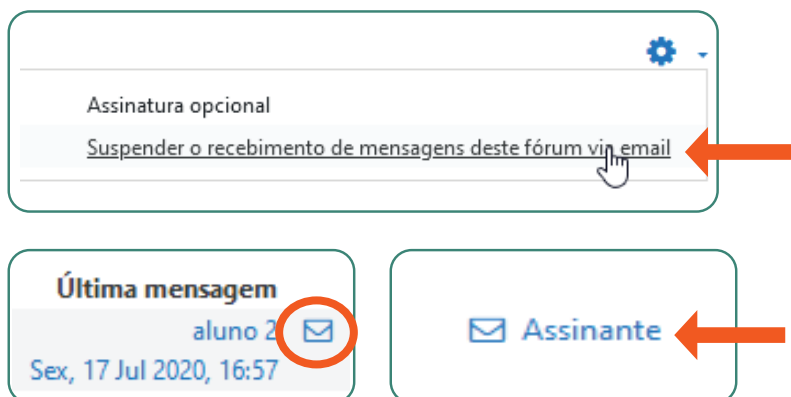 Assinatura opcional
Suspender o recebimento de mensagens deste fórum via email
Última mensagem
aluno 2
Sex, 17 Jul 2020, 16:57
Assinante